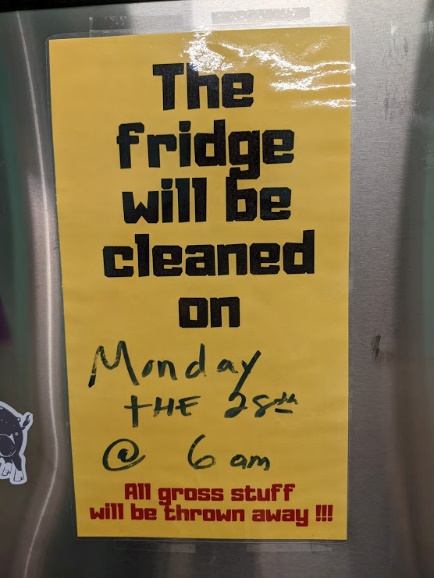 The
fridge
will be
cleaned
on
Monday
THE 28th
@ 6 am
All gross stuff
will be thrown away !!!